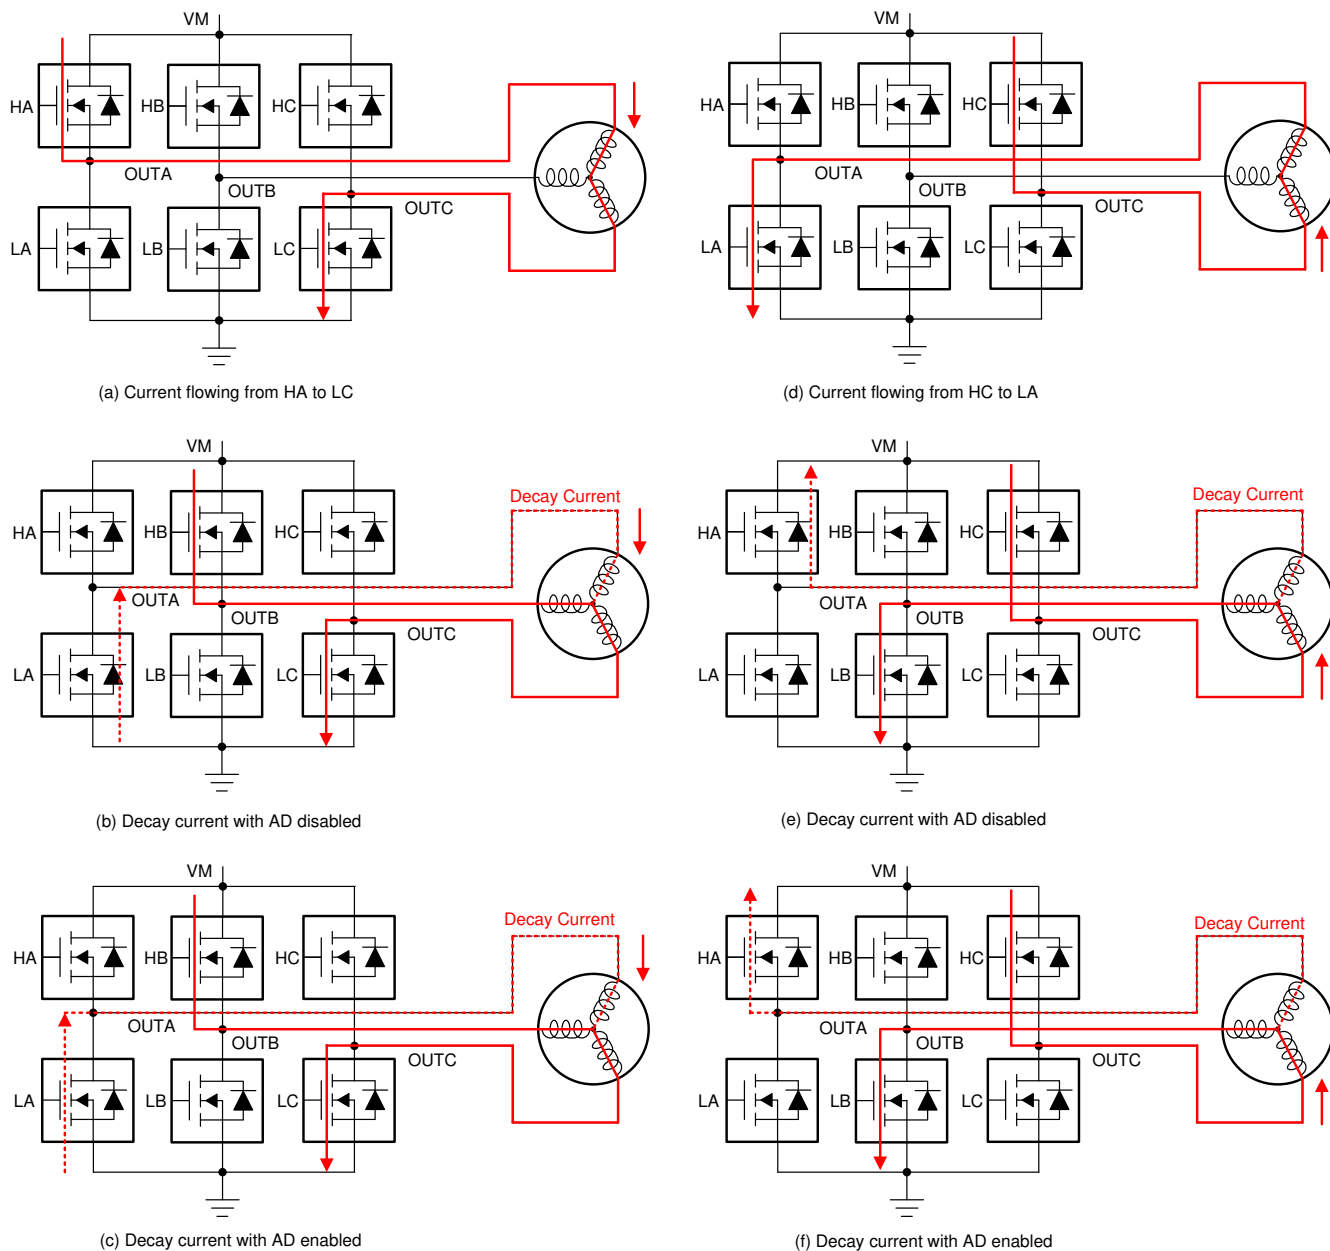 VM
HA
HB
HC
OUTA
OUTB
OUTC
LA
LB
LC
(a) Current flowing from HA to LC
VM
HA
HB
HC
OUTA
OUTB
OUTC
LA
LB
LC
(d) Current flowing from HC to LA
VM
Decay Current
HA
HB
HC
OUTA
OUTB
OUTC
LA
LB
LC
(b) Decay current with AD disabled
VM
Decay Current
HA
HB
HC
OUTA
OUTB
OUTC
LA
LB
LC
(e) Decay current with AD disabled
VM
Decay Current
HA
HB
HC
OUTA
OUTB
OUTC
LA
LB
LC
(c) Decay current with AD enabled
VM
Decay Current
HA
HB
HC
OUTA
OUTB
OUTC
LA
LB
LC
(f) Decay current with AD enabled